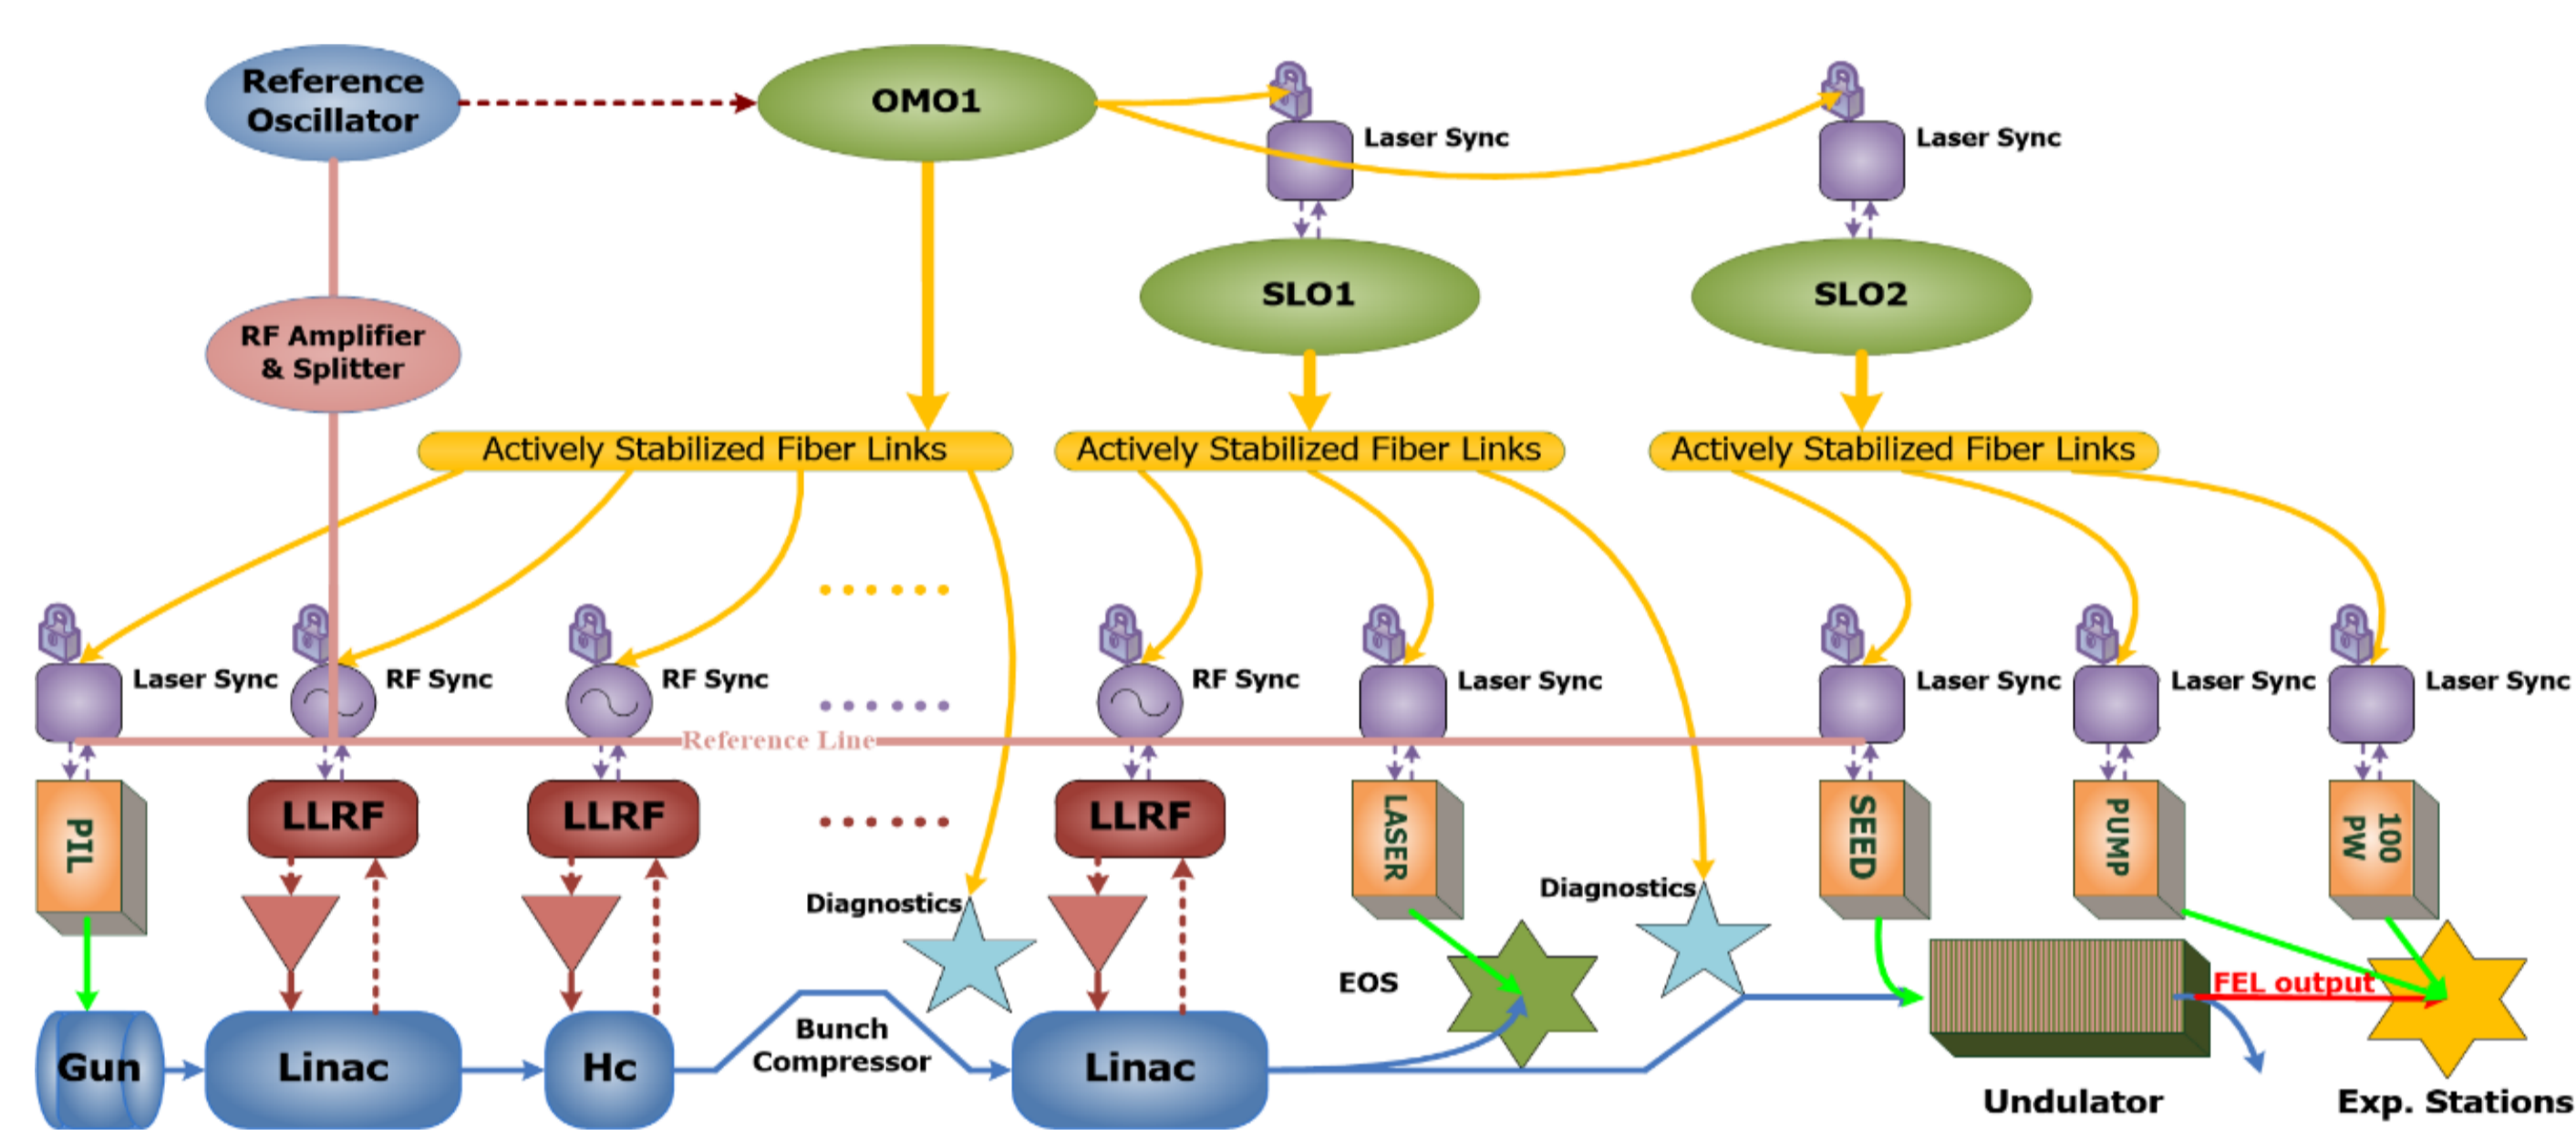 Reference
Oscillator
OMO1
Laser Sync
Laser Sync
SLO1
SLO2
RF Amplifier
& Splitter
Actively Stabilized Fiber Links
Actively Stabilized Fiber Links
Actively Stabilized Fiber Links
Laser Sync
RF Sync
RF Sync
RF Sync
Laser Sync
Laser Sync
Laser Sync
Laser Sync
Reference Line
PIL
LLRF
LLRF
LLRF
LASER
SEED
PUMP
100
PW
Diagnostics
Diagnostics
EOS
FEL output
Gun
Linac
Hc
Bunch
Compressor
Linac
Undulator
Exp. Stations